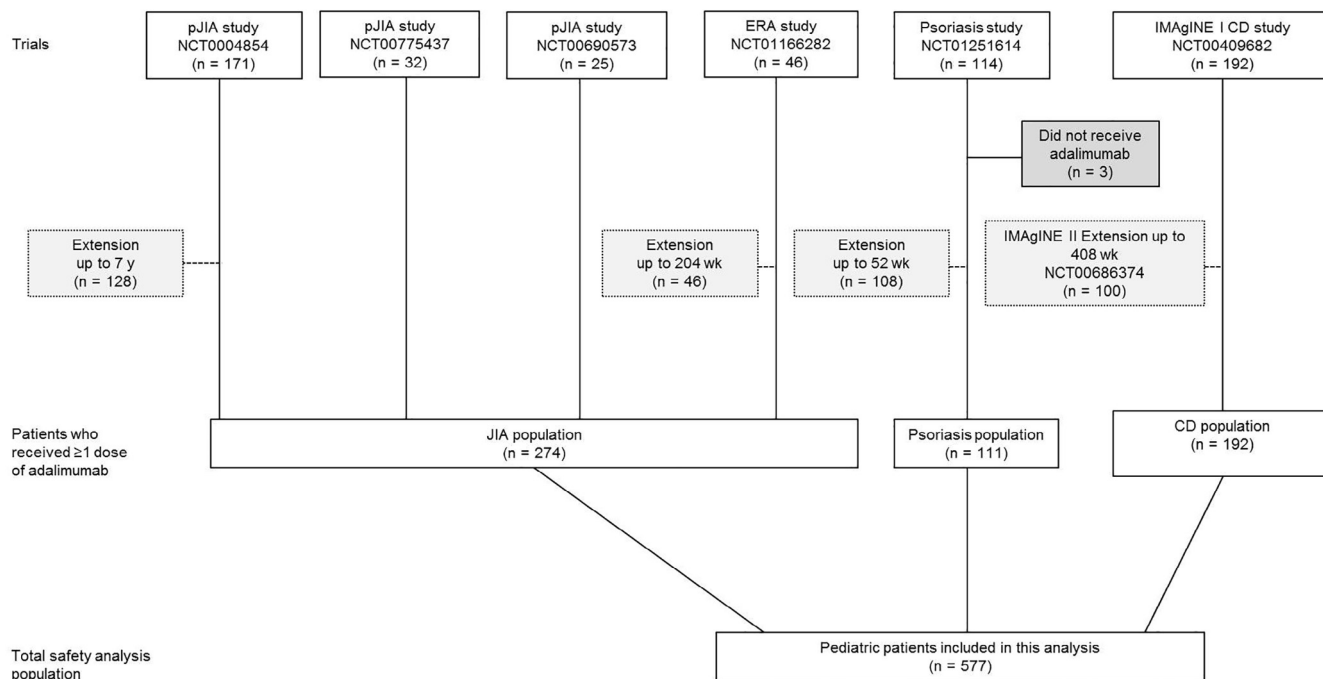 Trials
pJIA study
NCT0004854
(n = 171)
pJIA study
NCT00775437
(n = 32)
pJIA study
NCT00690573
(n = 25)
ERA study
NCT01166282
(n = 46)
Psoriasis study
NCT01251614
(n = 114)
IMAgINE I CD study
NCT00409682
(n = 192)
Did not receive
adalimumab
(n = 3)
Extension
up to 7 y
(n = 128)
Extension
up to 204 wk
(n = 46)
Extension
up to 52 wk
(n = 108)
IMAgINE II Extension up to
408 wk
NCT00686374
(n = 100)
Patients who
received ≥1 dose
of adalimumab
JIA population
(n = 274)
Psoriasis population
(n = 111)
CD population
(n = 192)
Total safety analysis
population
Pediatric patients included in this analysis
(n = 577)